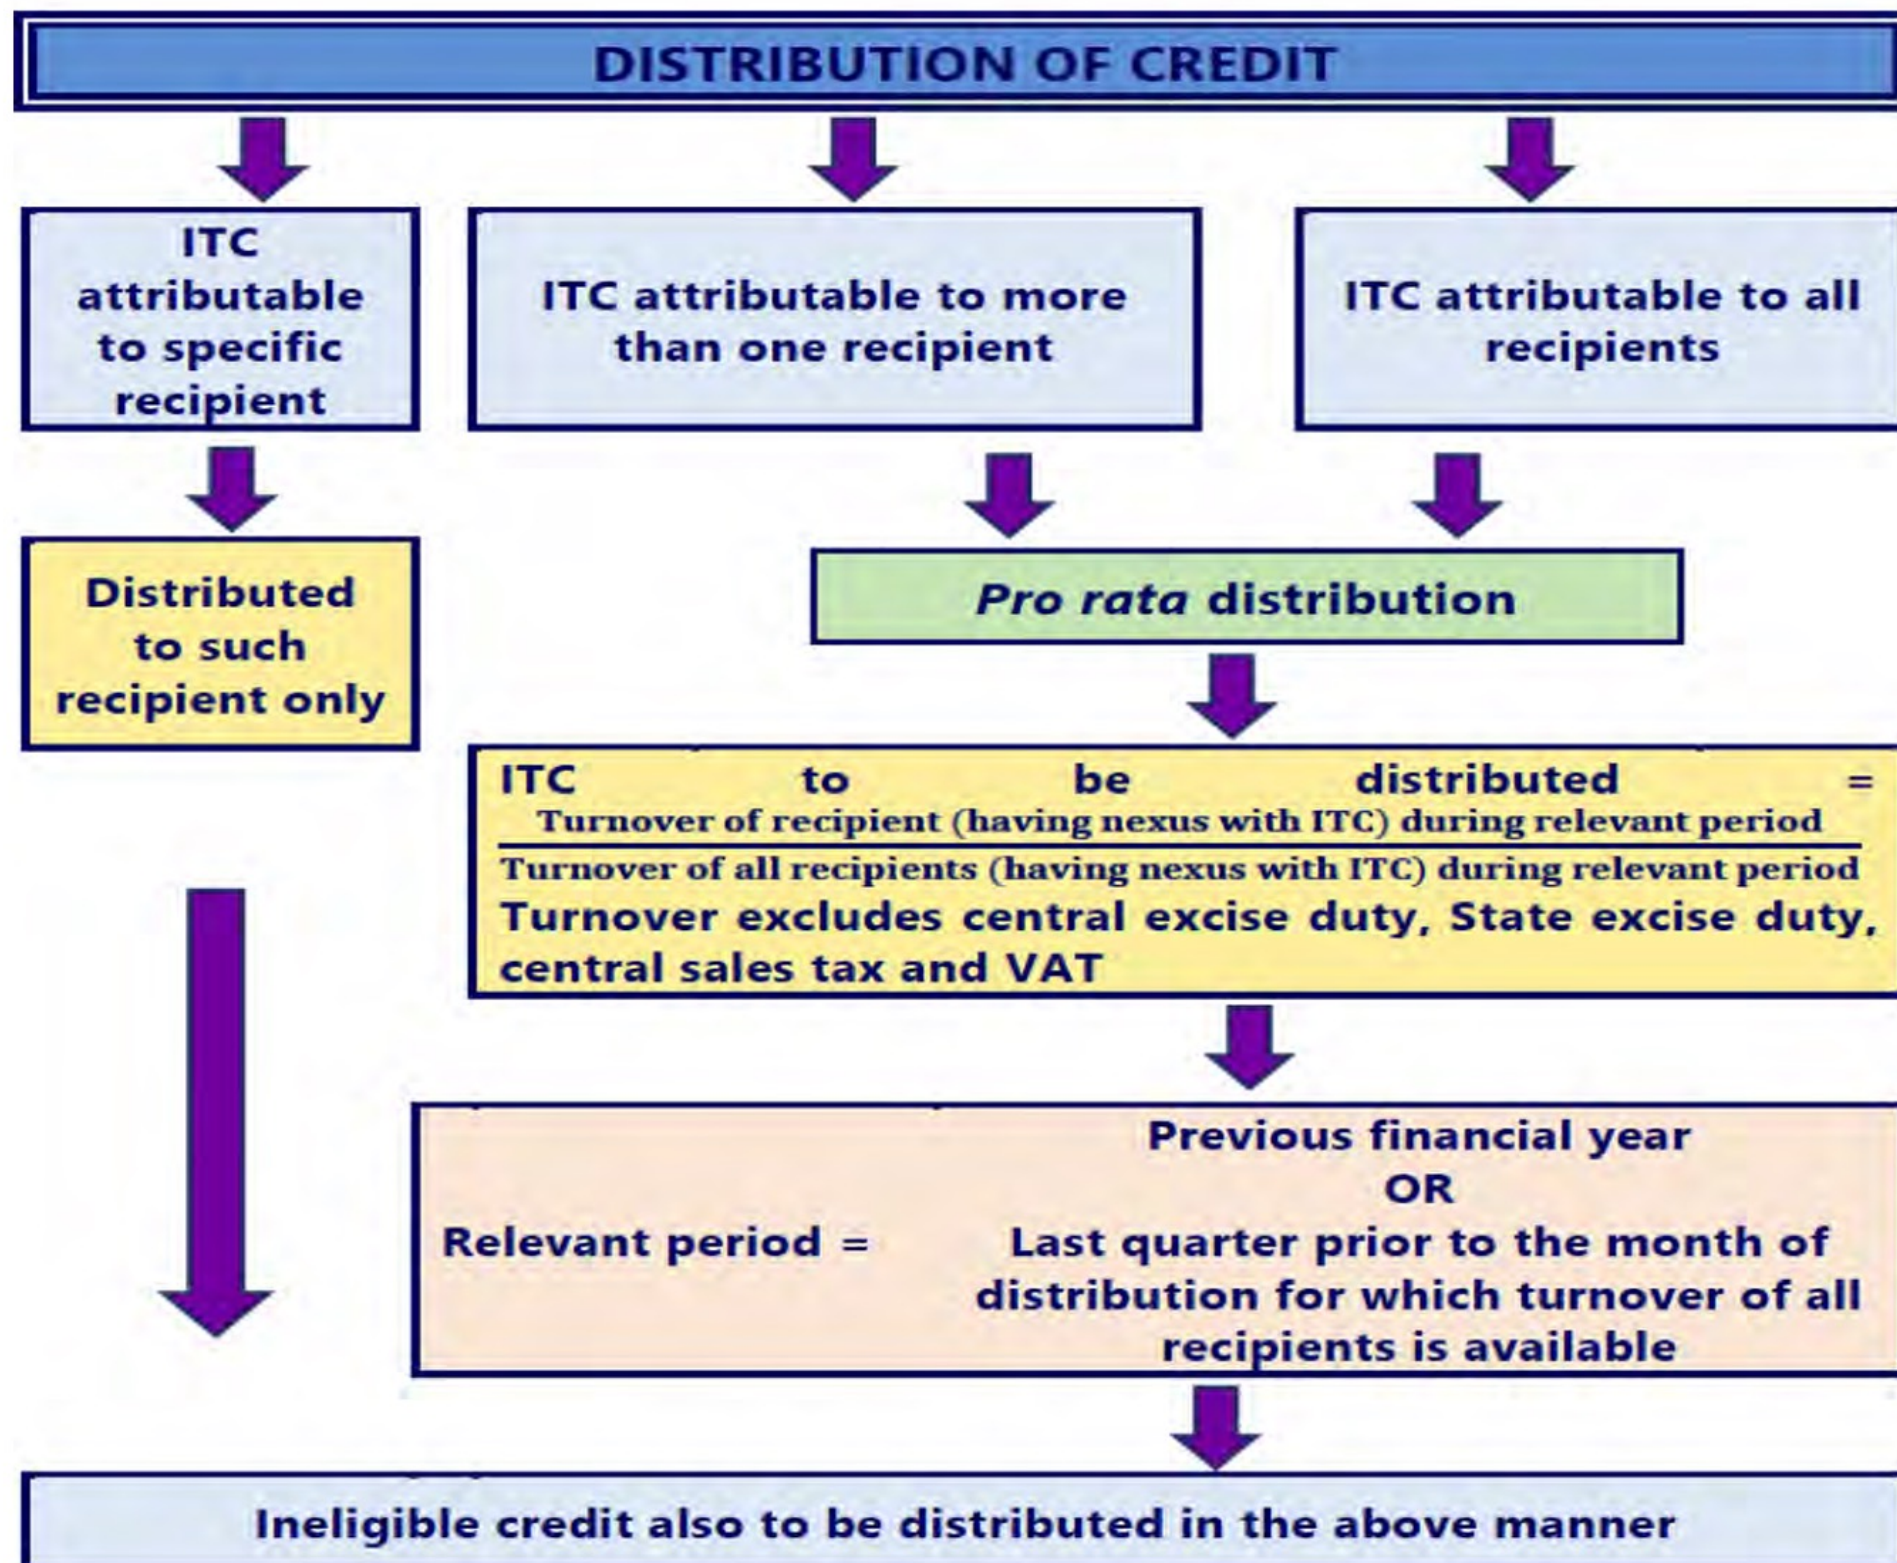 DISTRIBUTION OF CREDIT
ITC
attributable
to specific
recipient
ITC attributable to more
than one recipient
ITC attributable to all
recipients
Distributed
to such
recipient only
Pro rata distribution
ITC to be distributed =
Turnover of recipient (having nexus with ITC) during relevant period
Turnover of all recipients (having nexus with ITC) during relevant period
Turnover excludes central excise duty, State excise duty,
central sales tax and VAT
Relevant period =
Previous financial year
OR
Last quarter prior to the month of
distribution for which turnover of all
recipients is available
Ineligible credit also to be distributed in the above manner